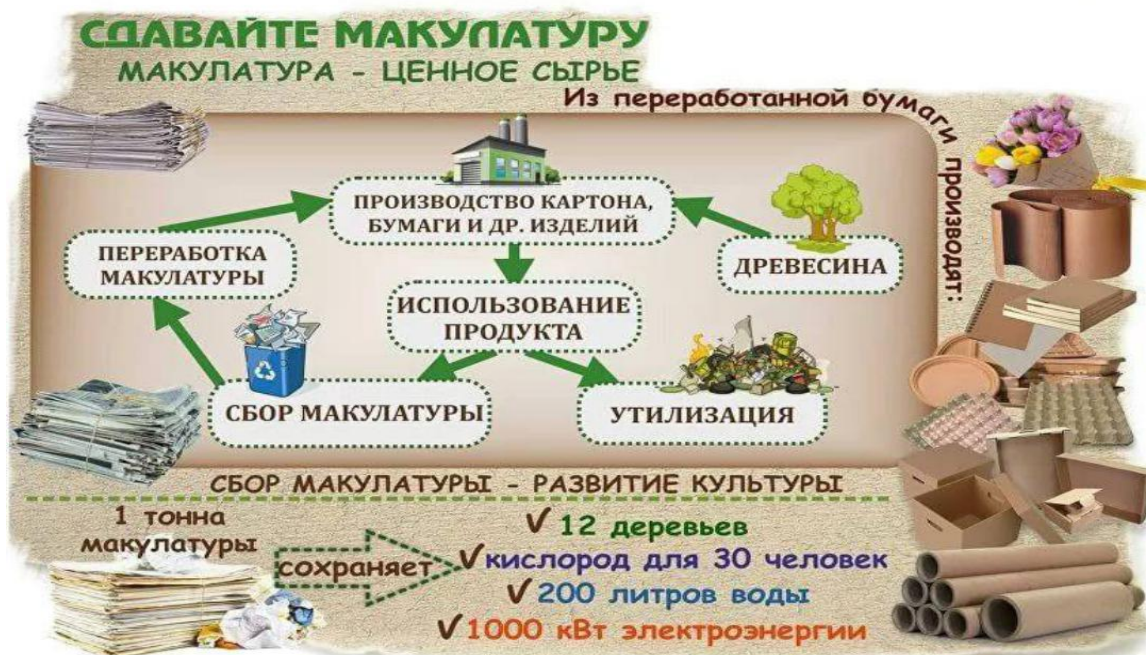 СДАВАЙТЕ МАКУЛАТУРУ
МАКУЛАТУРА - ЦЕННОЕ СЫРЬЕ
Из переработанной бумаги производят:
ПРОИЗВОДСТВО КАРТОНА,
БУМАГИ И ДР. ИЗДЕЛИЙ
ПЕРЕРАБОТКА
МАКУЛАТУРЫ
ДРЕВЕСИНА
ИСПОЛЬЗОВАНИЕ
ПРОДУКТА
СБОР МАКУЛАТУРЫ
УТИЛИЗАЦИЯ
СБОР МАКУЛАТУРЫ - РАЗВИТИЕ КУЛЬТУРЫ
1 тонна
макулатуры
сохраняет
✓ 12 деревьев
✓ кислород для 30 человек
✓ 200 литров воды
✓ 1000 кВт электроэнергии